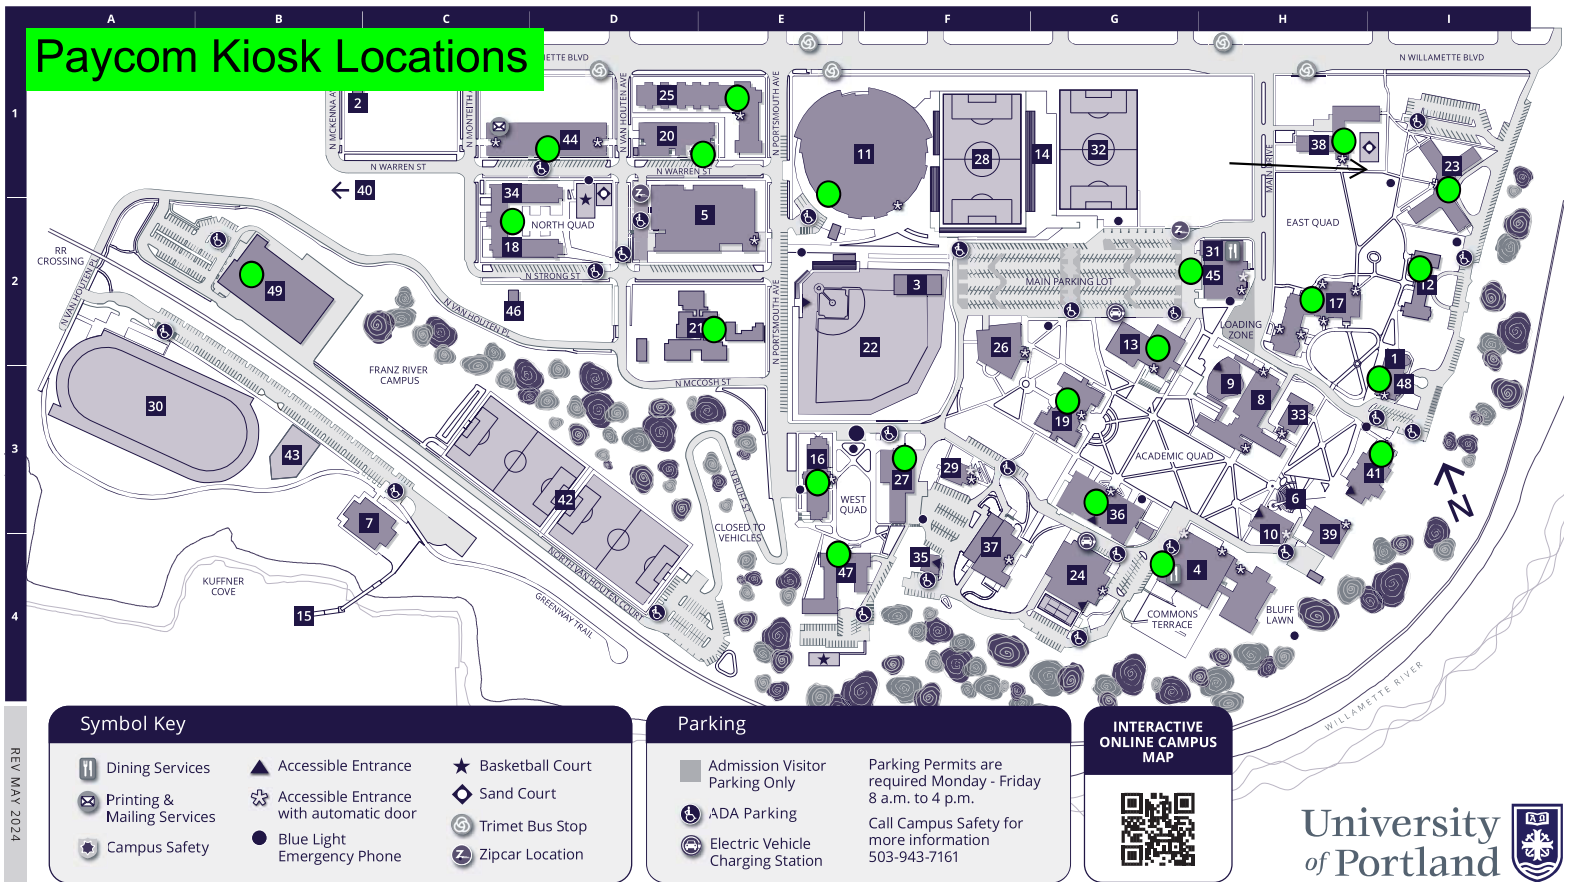 A B C D E F G H I
Paycom Kiosk Locations
N WILLAMETTE BLVD
1
2
3
4
N MCKENNA AV
N MONTEITH A
N VAN HOUTEN AVE
N PORTSMOUTH AVE
MAIN DRIVE
2
25
20
44
11
28
14
32
38
23
N WARREN ST
N WARREN ST
40
34
18
NORTH QUAD
5
EAST QUAD
RR
CROSSING
N VAN HOUTEN PL
49
N STRONG ST
46
N VAN HOUTEN PL
21
N PORTSMOUTH AVE
3
22
MAIN PARKING LOT
31
45
12
17
LOADING
ZONE
26
13
1
48
9
8
33
30
43
FRANZ RIVER
CAMPUS
N MCCOSH ST
19
ACADEMIC QUAD
41
16
27
29
WEST
QUAD
N BLUFF ST
CLOSED TO
VEHICLES
42
7
36
6
10
39
N
37
35
47
24
4
KUFFNER
COVE
15
NORTH VAN HOUTEN COURT
GREENWAY TRAIL
COMMONS
TERRACE
BLUFF
LAWN
WILLAMETTE RIVER
REV MAY 2024
Symbol Key
Dining Services
Printing &
Mailing Services
Campus Safety
Accessible Entrance
Accessible Entrance
with automatic door
Blue Light
Emergency Phone
Basketball Court
Sand Court
Trimet Bus Stop
Zipcar Location
Parking
Admission Visitor
Parking Only
ADA Parking
Electric Vehicle
Charging Station
Parking Permits are
required Monday - Friday
8 a.m. to 4 p.m.
Call Campus Safety for
more information
503-943-7161
INTERACTIVE
ONLINE CAMPUS
MAP
University
of Portland